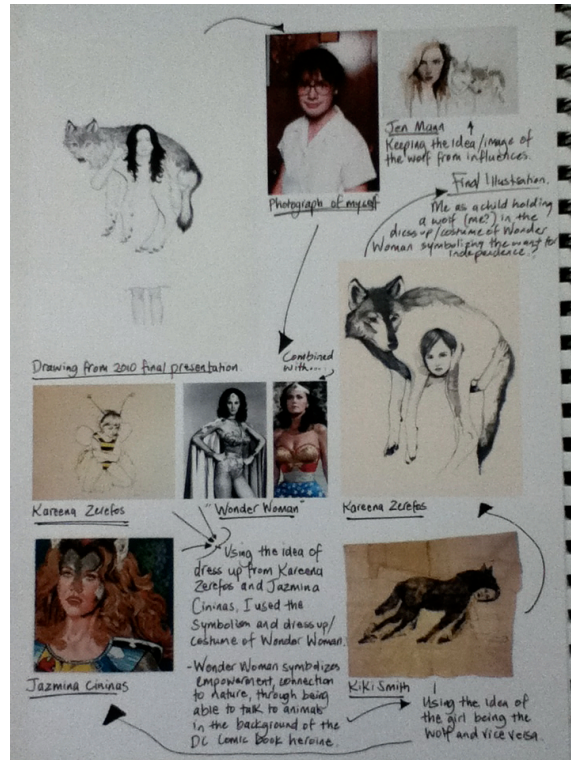 Jen Mann
Keeping the idea/image of
the wolf from influences.
Photograph of myself
Final Illustration.
Me as a child holding
a wolf (me?) in the
dress up/costume of Wonder
Woman symbolizing the want for
independence?
Drawing from 2010 final presentation.
Combined
with....
Kareena Zerefos
"Wonder Woman"
Kareena Zerefos
- Using the idea of
dress up from Kareena
Zerefos and Jazmina
Cininas, I used the
Symbolism and dress up/
costume of Wonder Woman.
- Wonder Woman symbolizes
empowerment, connection
to nature, through being
able to talk to animals
in the background of the
DC Comic book heroine.
Jazmina Cininas
Kiki Smith
Using the idea of
the girl being the
wolf and vice versa.